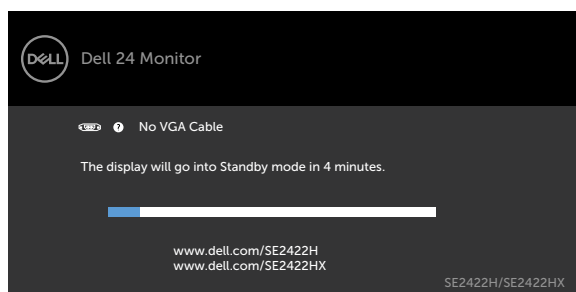 DELL Dell 24 Monitor
? No VGA Cable
The display will go into Standby mode in 4 minutes.
www.dell.com/SE2422H
www.dell.com/SE2422HX
SE2422H/SE2422HX